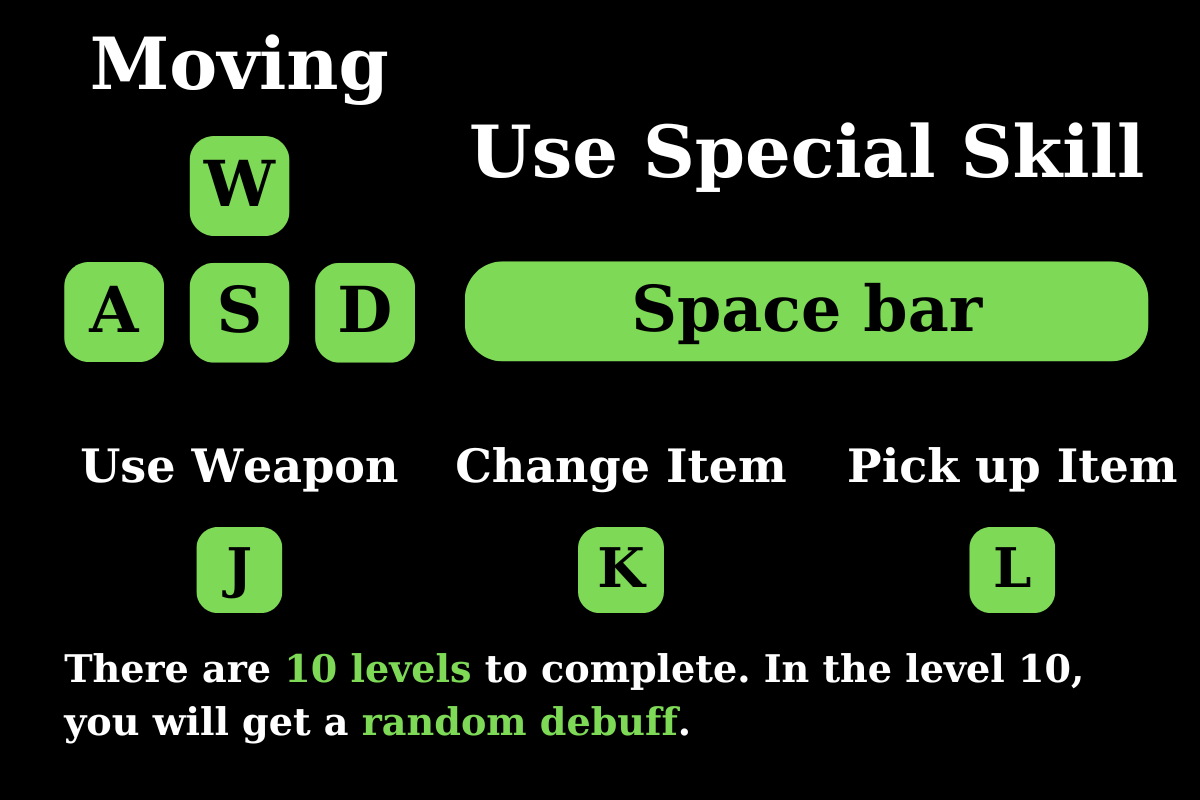 Moving
W
A S D
Use Special Skill
Space bar
Use Weapon
J
Change Item
K
Pick up Item
L
There are 10 levels to complete. In the level 10,
you will get a random debuff.